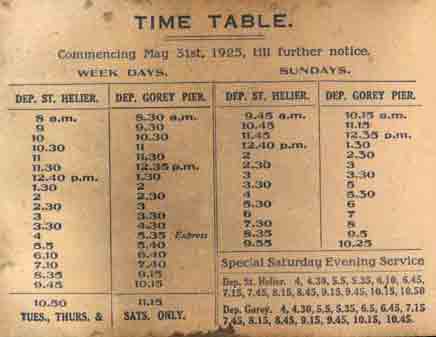 TIME TABLE.
Commencing May 31st, 1925, till further notice.
WEEK DAYS.
DEP. ST. HELIER.
8 a.m.
9
10
10.30
11
11.30
12.40 p.m.
1.30
2
2.30
3
3.30
4
5.5
6.10
7.10
8.35
9.45
DEP. GOREY PIER.
8.30 a.m.
9.30
10.30
11
11.30
12.35 p.m.
1.30
2
2.30
3
3.30
4.30
5.35 Express
5.40
6.40
7.40
9.15
10.15
10.50 11.15
TUES., THURS., & SATS. ONLY.
SUNDAYS.
DEP. ST. HELIER.
9.45 a.m.
10.45
11.45
12.40 p.m.
2
2.30
3
3.30
4
5
6
7.30
8.35
9.55
DEP. GOREY PIER.
10.15 a.m.
11.15
12.35 p.m.
1.30
2.30
3
3.30
5
5.30
6
7
8
9.5
10.25
Special Saturday Evening Service
Dep. St. Helier. 4, 4.30, 5.5, 5.35, 6.10, 6.45,
7.15, 7.45, 8.15, 8.45, 9.15, 9.45, 10.15, 10.50
Dep. Gorey. 4, 4.30, 5.5, 5.35, 6.5, 6.45, 7.15
7.45, 8.15, 8.45, 9.15, 9.45, 10.15, 10.45.